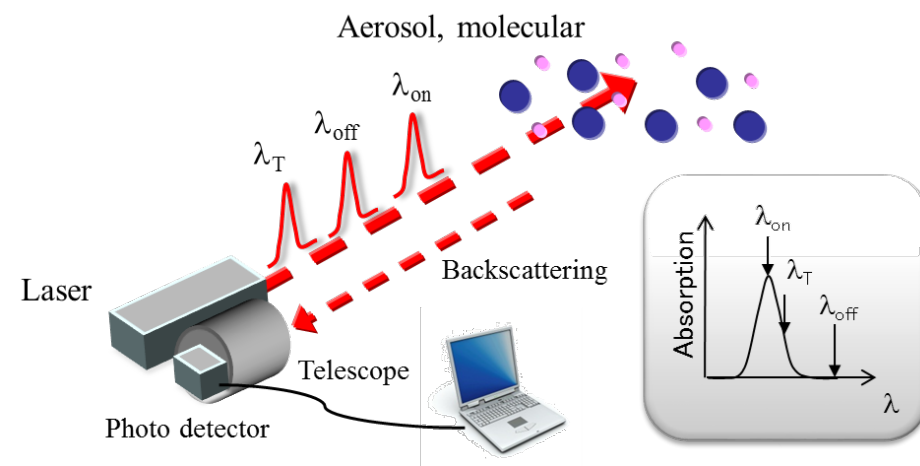 Aerosol, molecular
λon
λoff
λT
Laser
Backscattering
Telescope
Photo detector
Absorption
λon
λT
λoff
λ